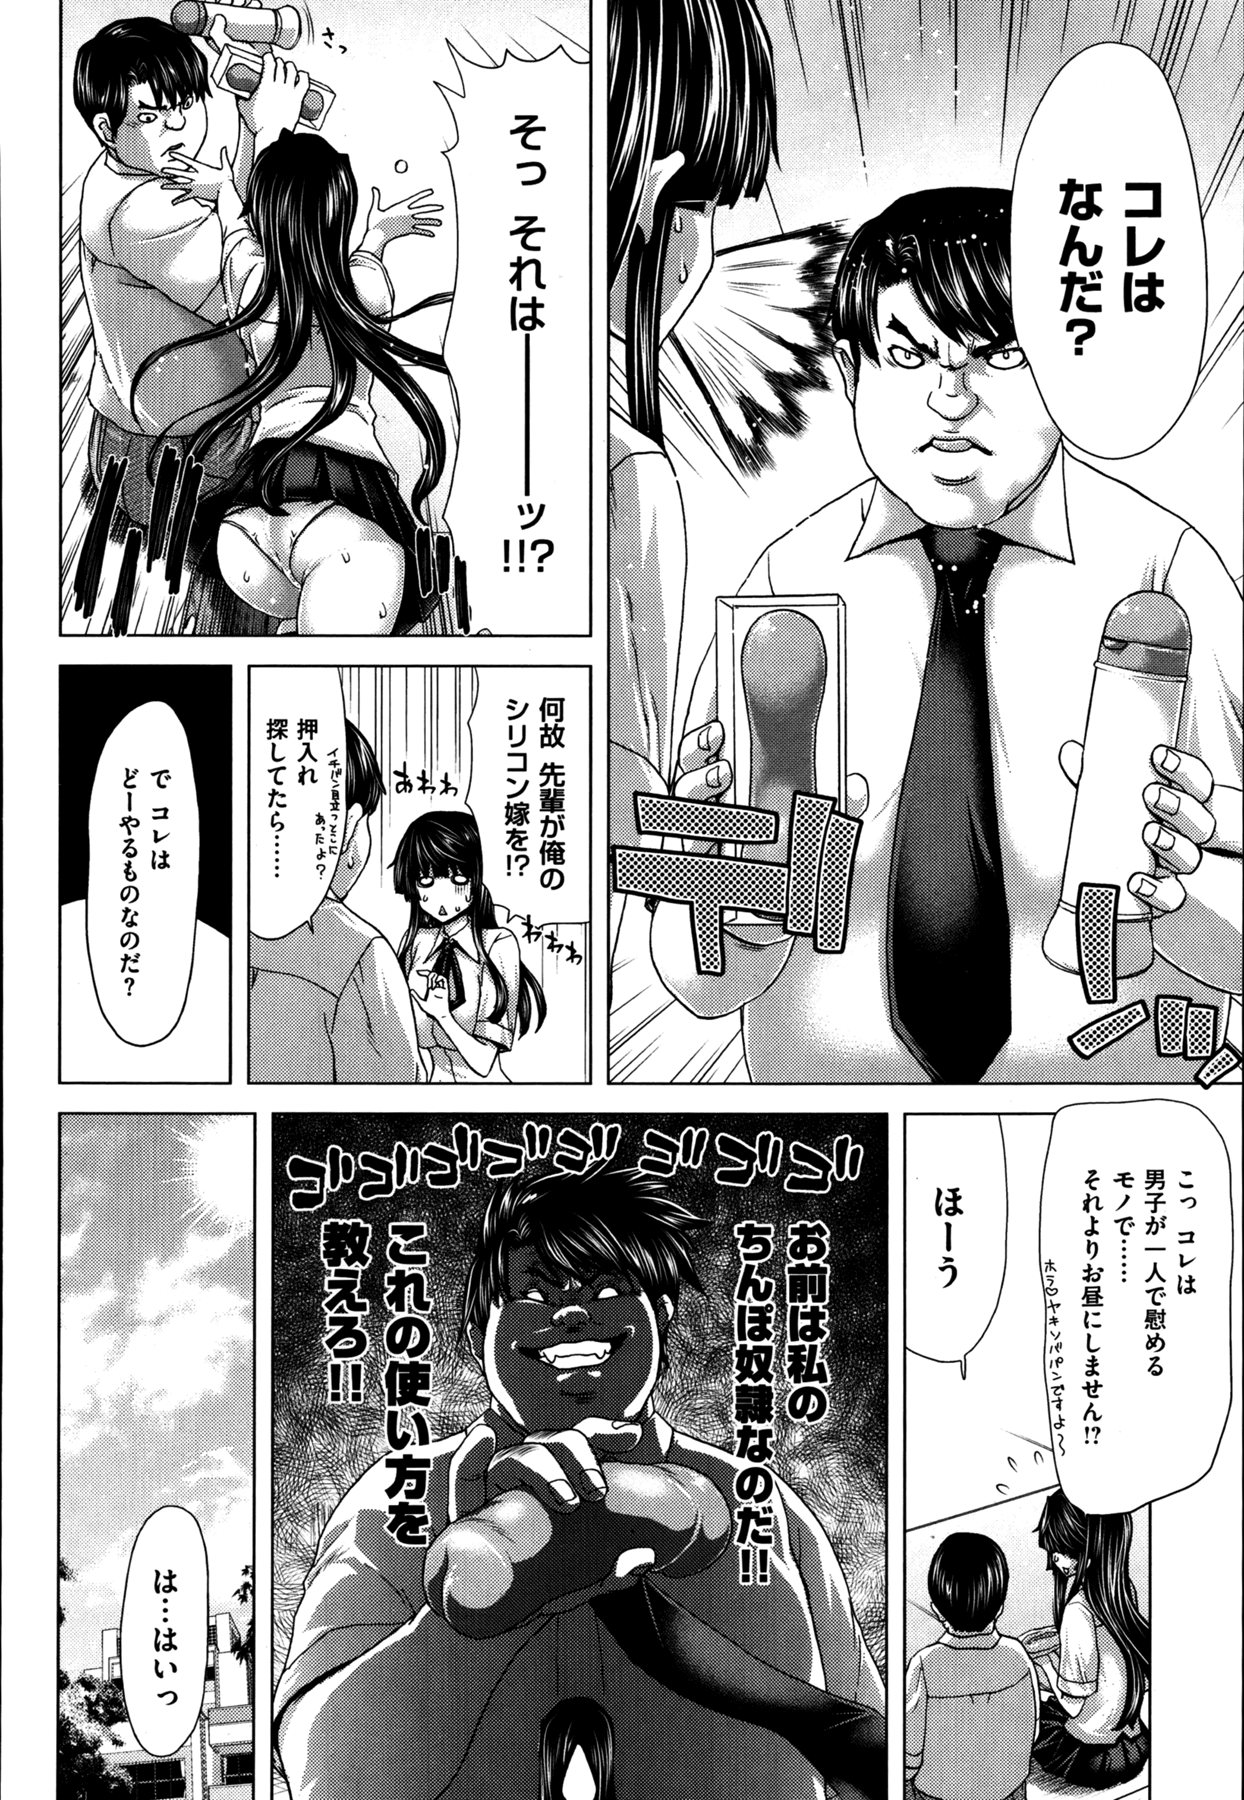 コレは
なんだ？
デデン
そっ それは
━━━ッ!!?
さっ
何故 先輩が俺の
シリコン嫁を!?
あわわ
わわわ
押入れ
探してたら……
イチバン目立つとこに
あったよ？
で コレは
どーやるものなのだ？
こっ コレは
男子が一人で慰める
モノで……
それよりお昼にしません!?
ホラ♡ヤキソバパンですよ～
ほーう
ゴゴゴゴゴゴゴゴ
お前は私の
ちんぽ奴隷なのだ!!
これの使い方を
教えろ!!
は…はいっ